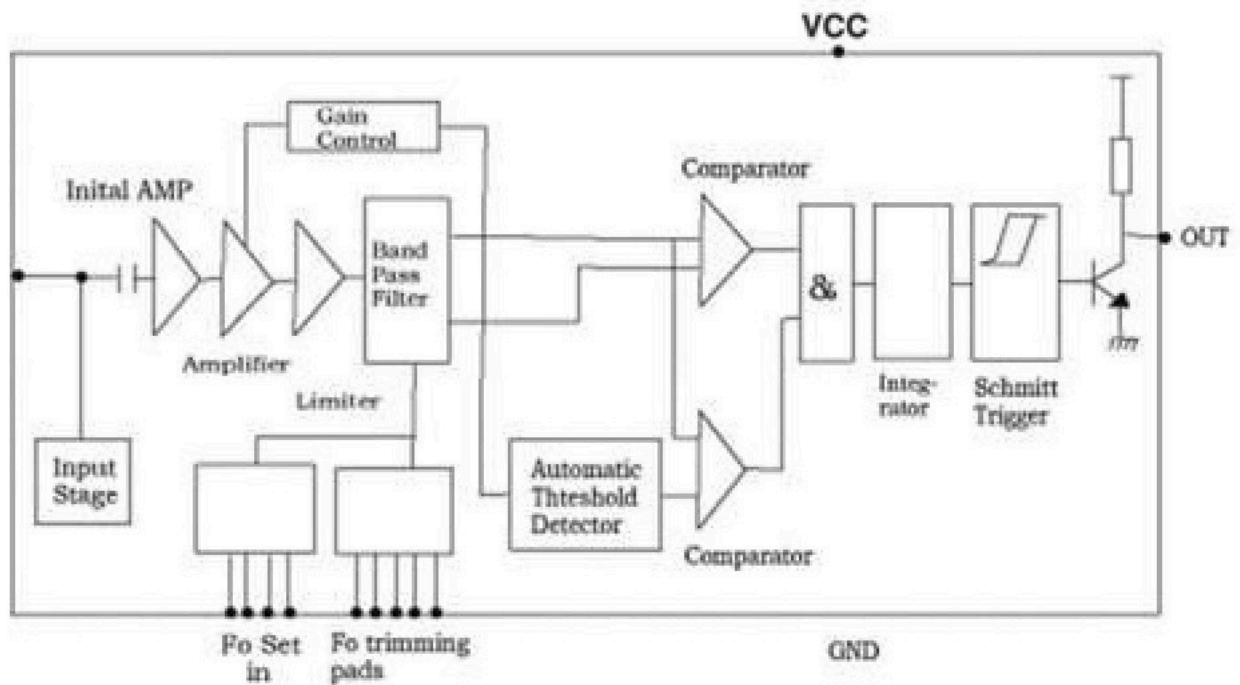 VCC
Gain
Control
Inital AMP
Comparator
Band
Pass
Filter
OUT
&
Amplifier
Limiter
Integ-
rator
Schmitt
Trigger
Input
Stage
Automatic
Thteshold
Detector
Comparator
Fo Set
in
Fo trimming
pads
GND